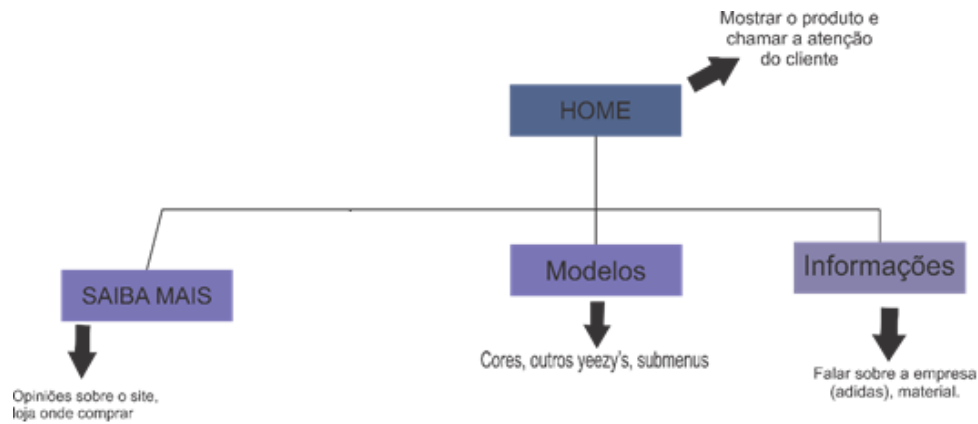 Mostrar o produto e
chamar a atenção
do cliente
HOME
SAIBA MAIS
Modelos
Informações
Opiniões sobre o site,
loja onde comprar
Cores, outros yeezy's, submenus
Falar sobre a empresa
(adidas), material.